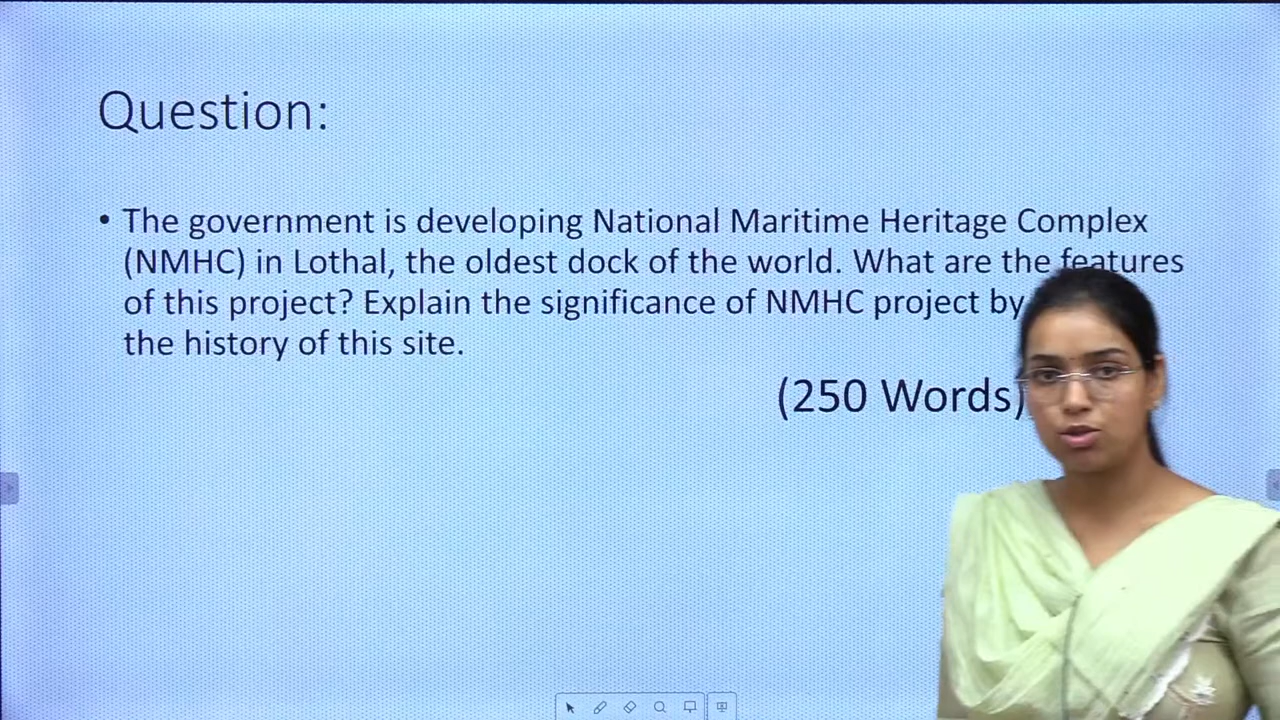 Question:
• The government is developing National Maritime Heritage Complex
(NMHC) in Lothal, the oldest dock of the world. What are the features
of this project? Explain the significance of NMHC project by
the history of this site.
(250 Words)